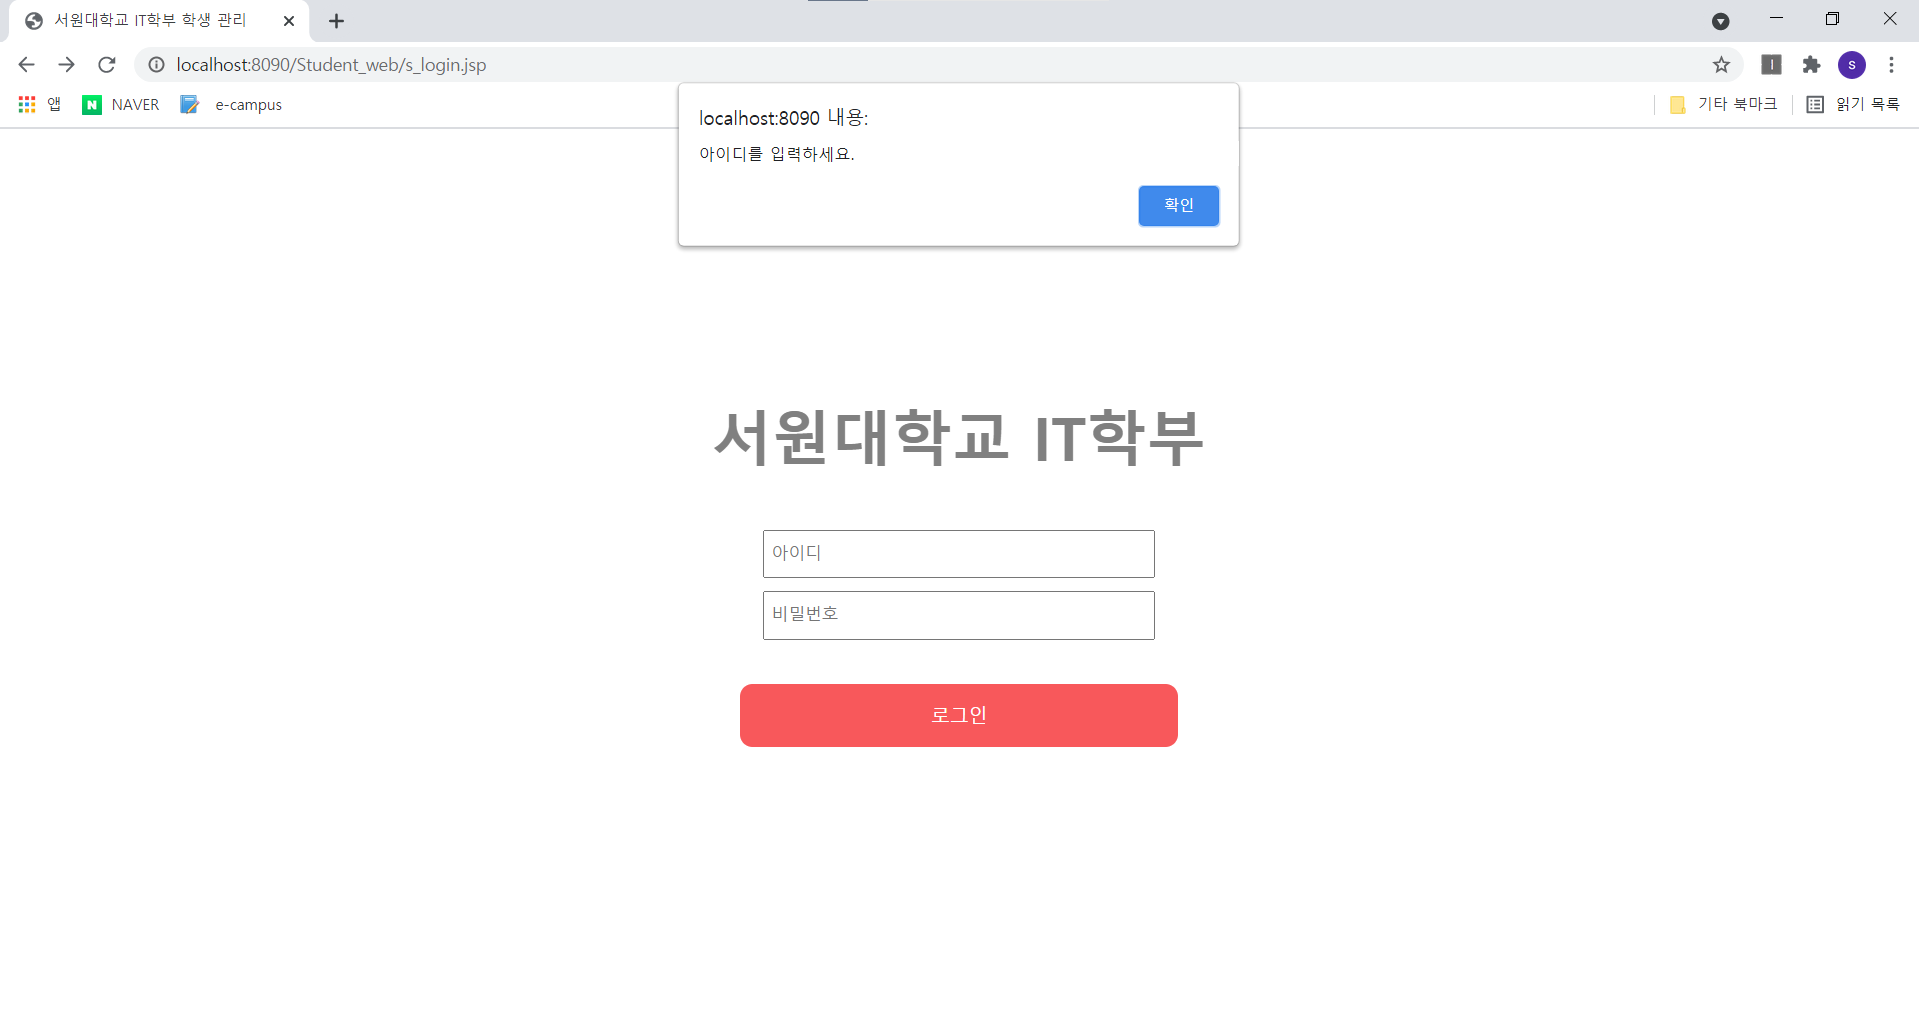 서원대학교 IT학부 학생 관리
localhost:8090/Student_web/s_login.jsp
s
앱
NAVER
e-campus
기타 북마크
읽기 목록
localhost:8090 내용:
아이디를 입력하세요.
확인
서원대학교 IT학부
아이디
비밀번호
로그인